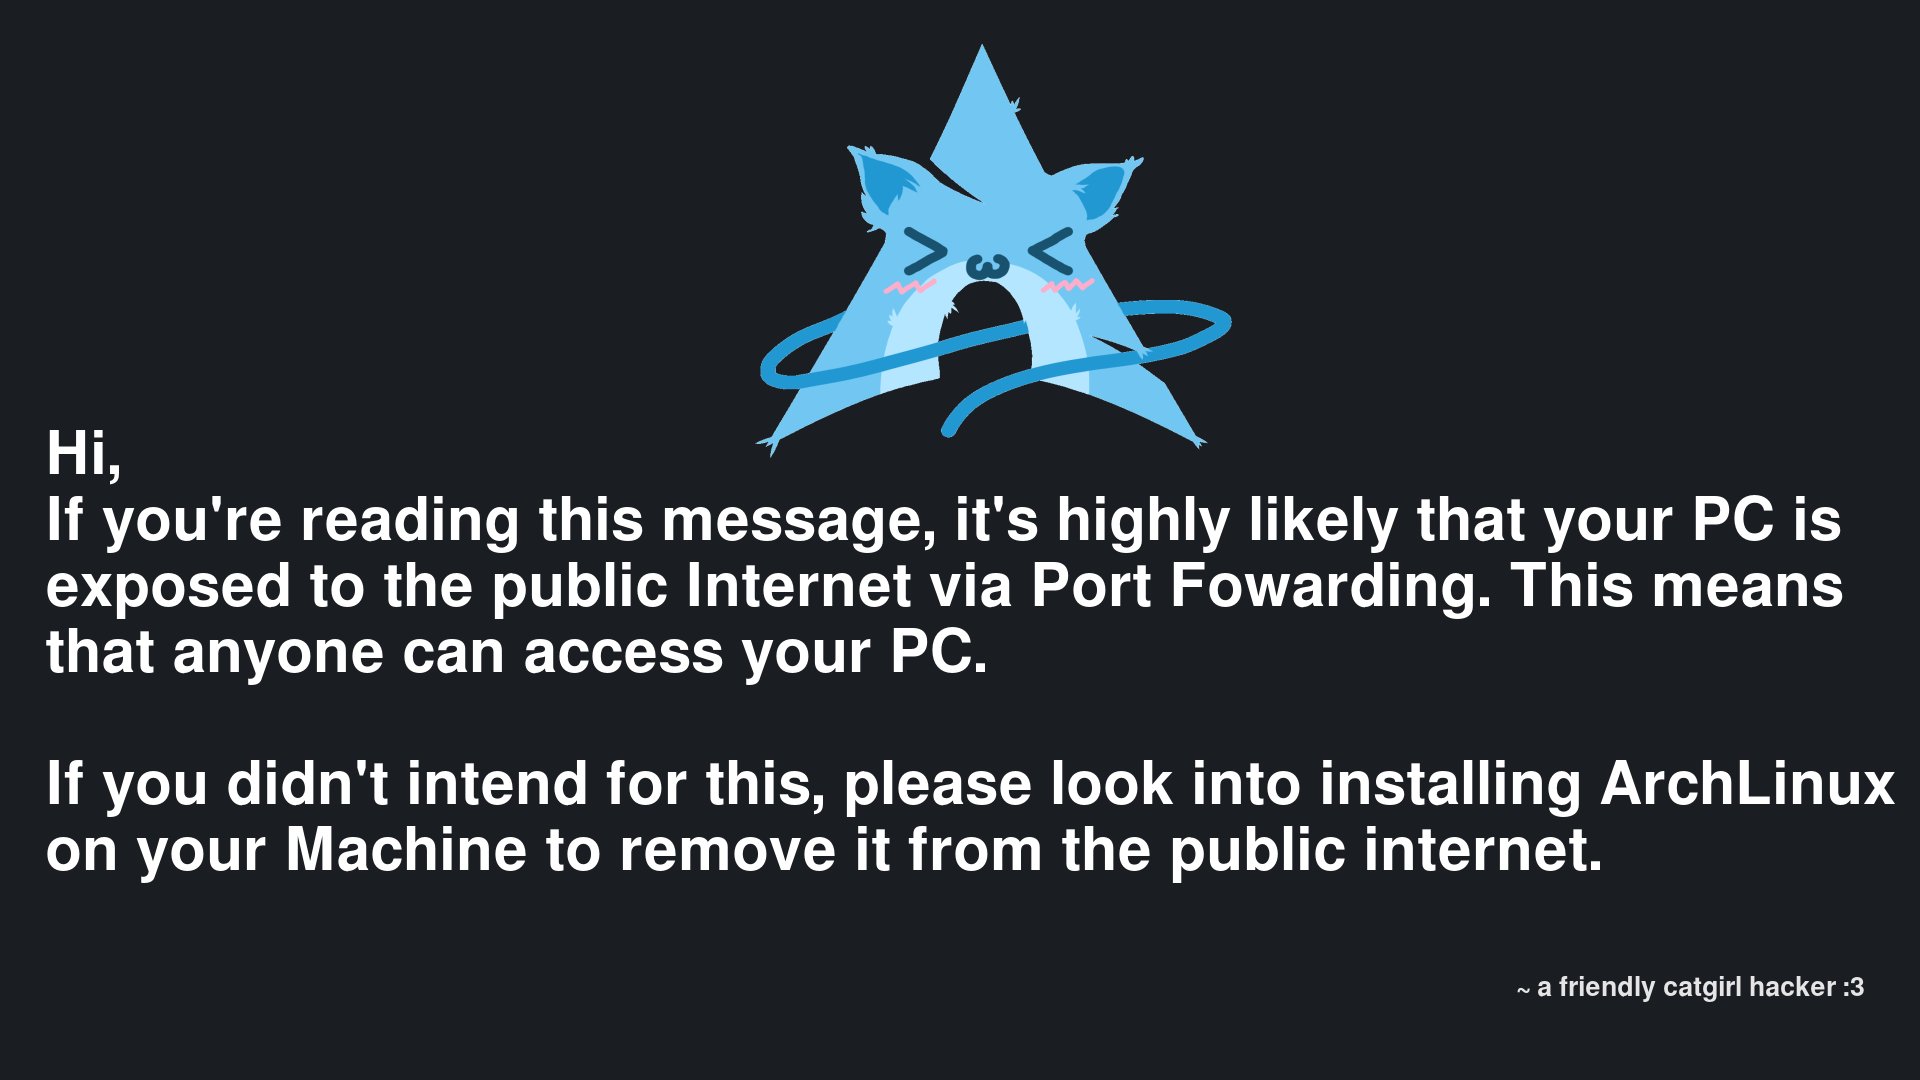 Hi,
If you're reading this message, it's highly likely that your PC is
exposed to the public Internet via Port Fowarding. This means
that anyone can access your PC.
If you didn't intend for this, please look into installing ArchLinux
on your Machine to remove it from the public internet.
~ a friendly catgirl hacker :3